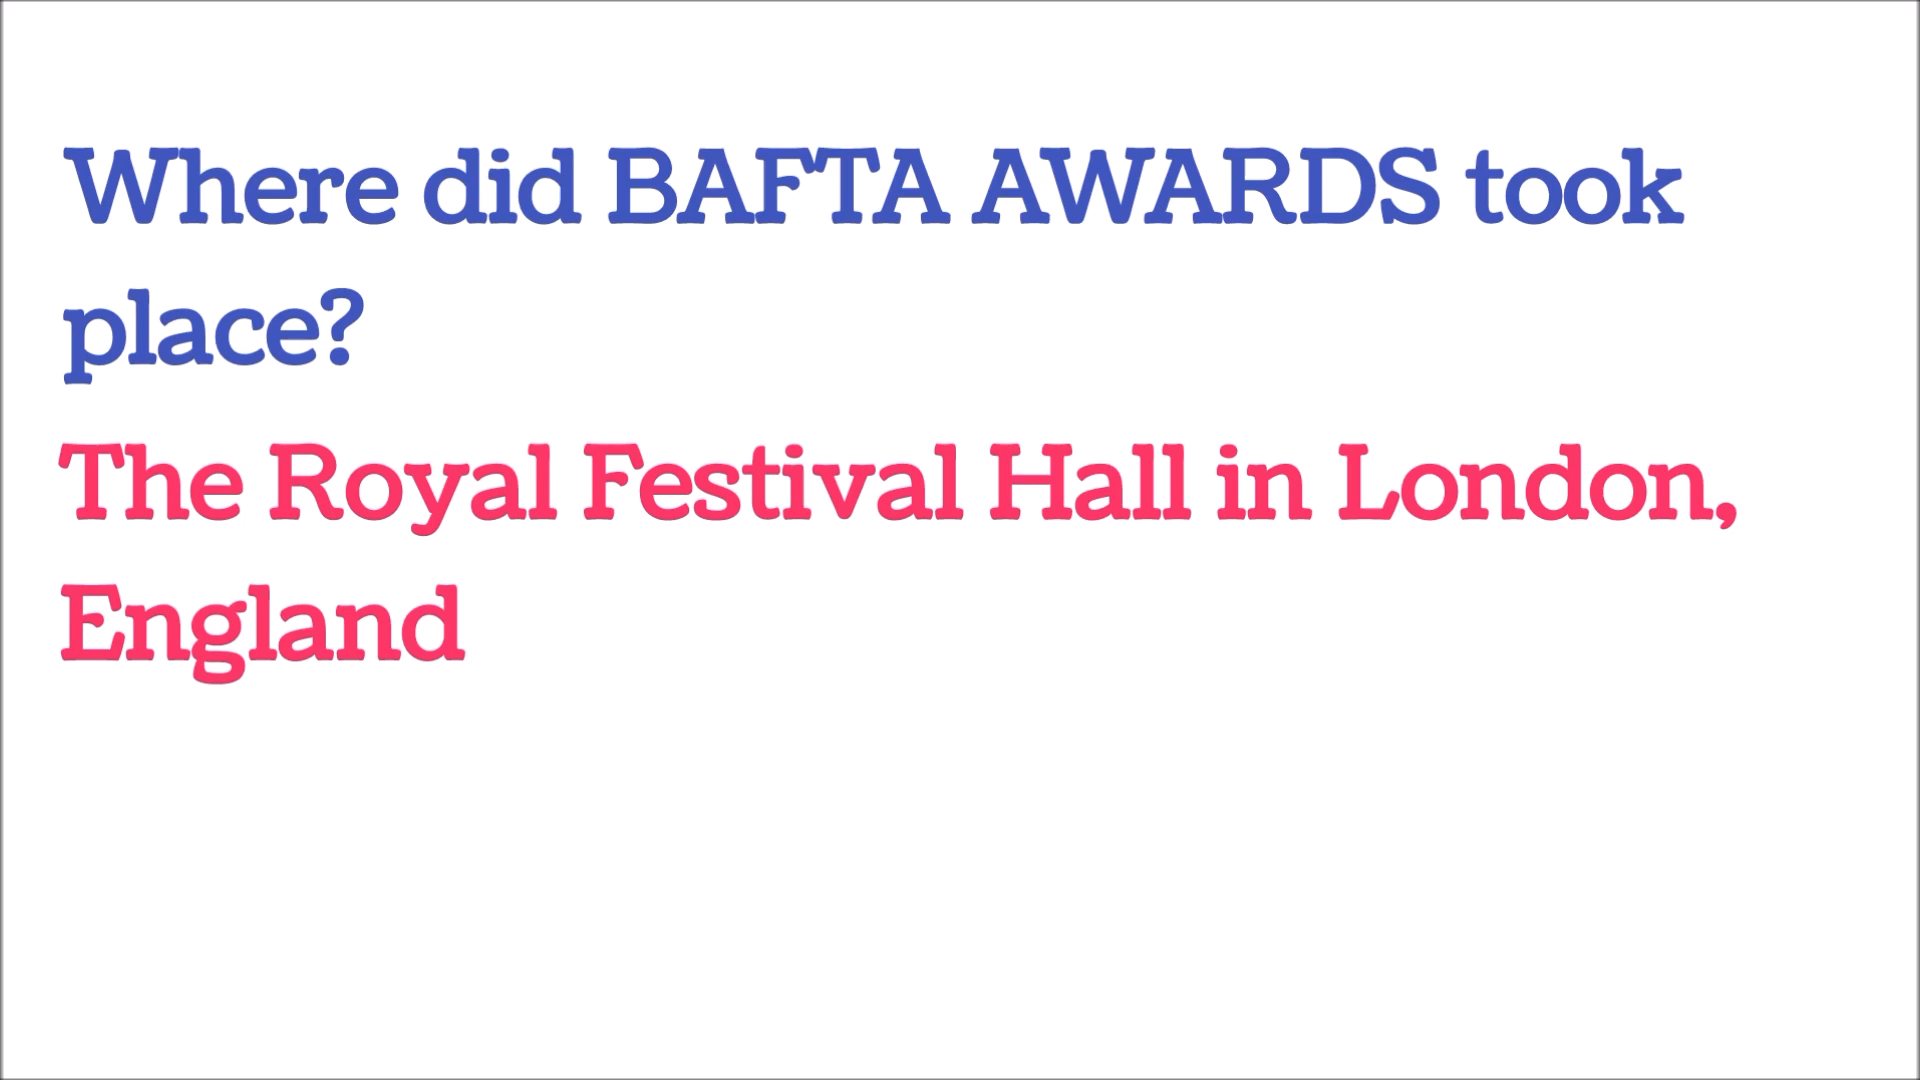 Where did BAFTA AWARDS took
place?
The Royal Festival Hall in London,
England